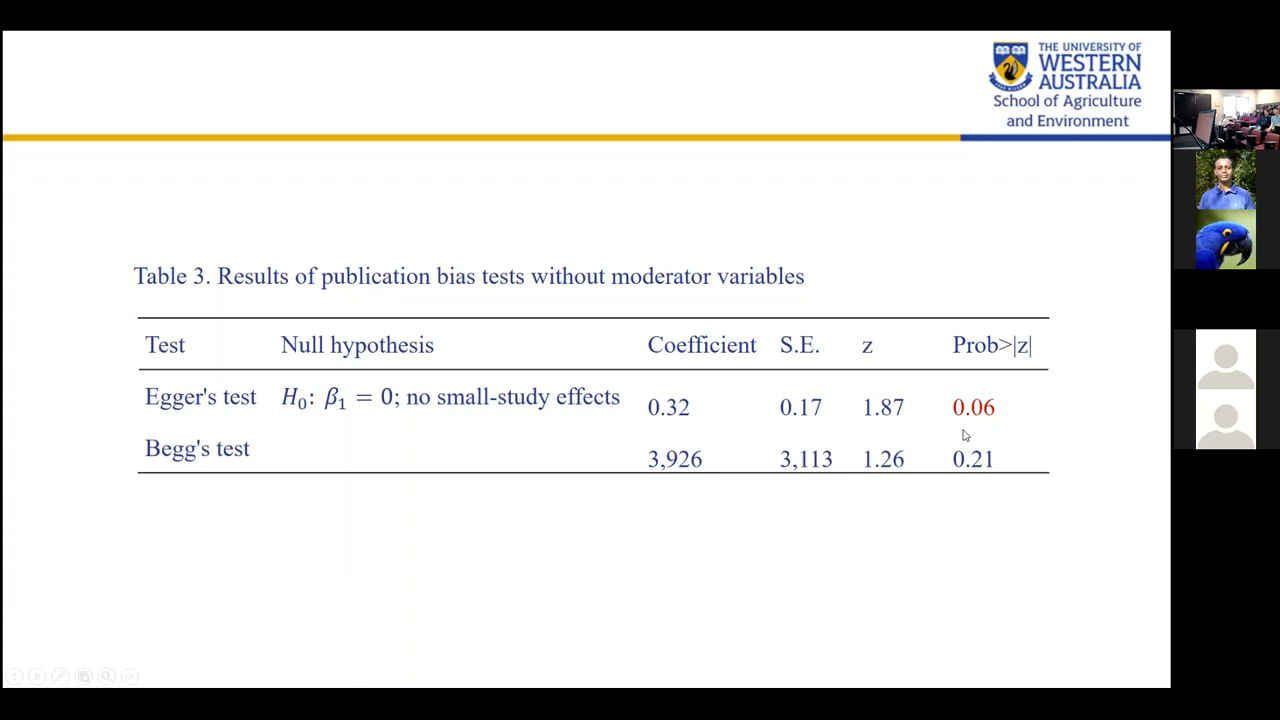 THE UNIVERSITY OF
WESTERN
AUSTRALIA
School of Agriculture
and Environment
Table 3. Results of publication bias tests without moderator variables
Test Null hypothesis Coefficient S.E. z Prob>|z|
Egger's test H₀: β₁ = 0; no small-study effects 0.32 0.17 1.87 0.06
Begg's test 3,926 3,113 1.26 0.21